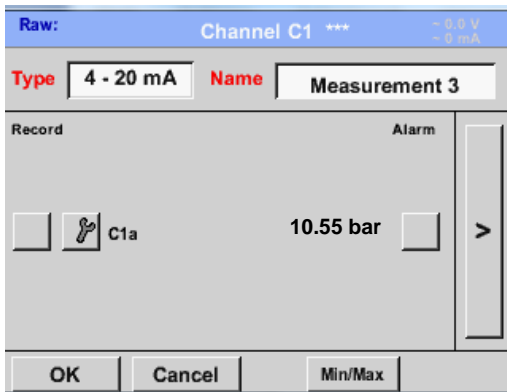 Raw: Channel C1 *** ~ 0.0 V
~ 0 mA
Type 4 - 20 mA Name Measurement 3
Record Alarm
C1a 10.55 bar >
OK Cancel Min/Max